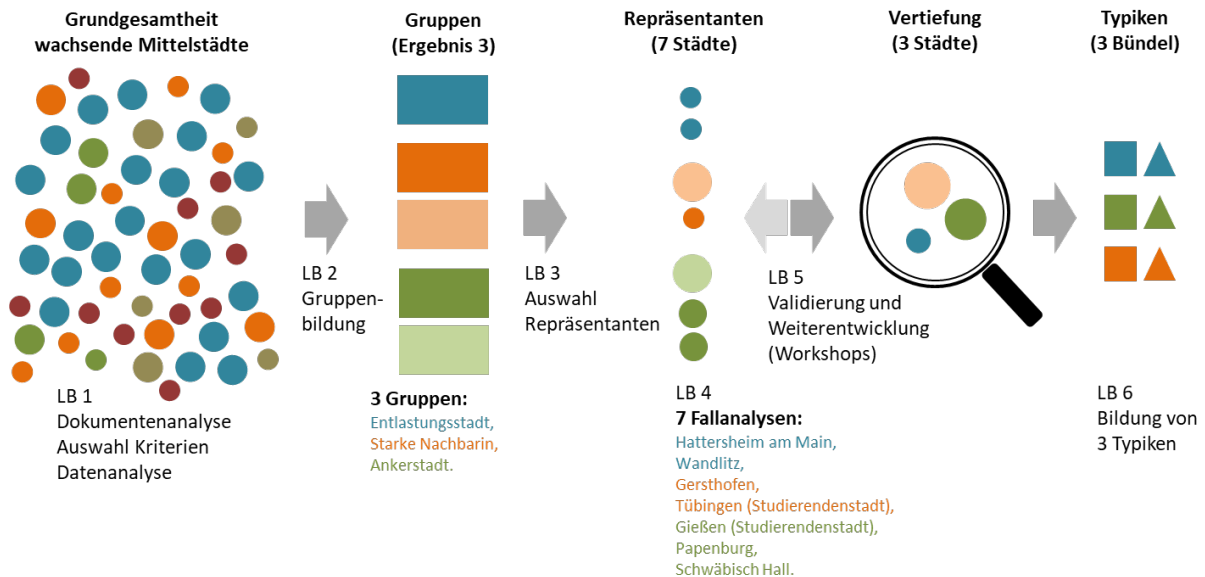 Grundgesamtheit
wachsende Mittelstädte
Gruppen
(Ergebnis 3)
Repräsentanten
(7 Städte)
Vertiefung
(3 Städte)
Typiken
(3 Bündel)
LB 1
Dokumentenanalyse
Auswahl Kriterien
Datenanalyse
LB 2
Gruppen-
bildung
3 Gruppen:
Entlastungsstadt,
Starke Nachbarin,
Ankerstadt.
LB 3
Auswahl
Repräsentanten
LB 4
7 Fallanalysen:
Hattersheim am Main,
Wandlitz,
Gersthofen,
Tübingen (Studierendenstadt),
Gießen (Studierendenstadt),
Papenburg,
Schwäbisch Hall.
LB 5
Validierung und
Weiterentwicklung
(Workshops)
LB 6
Bildung von
3 Typiken